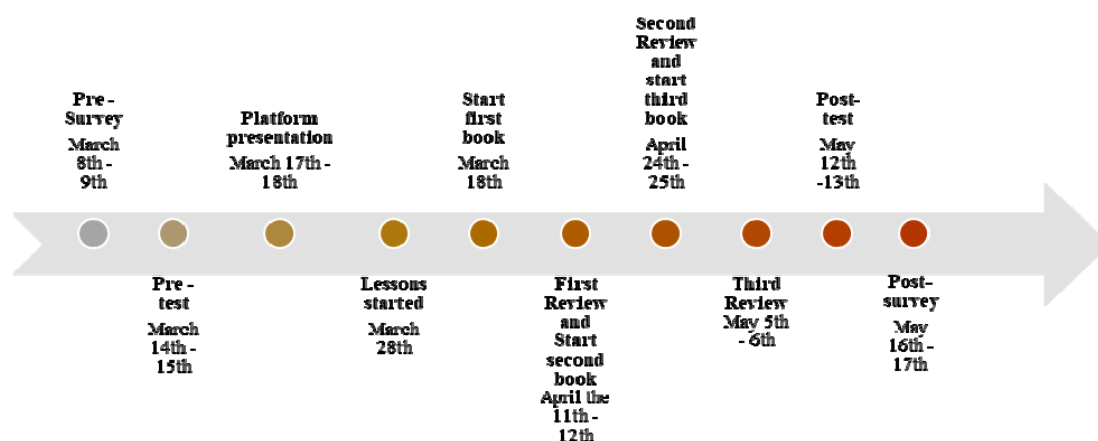 Pre -
Survey
March
8th -
9th
Pre -
test
March
14th -
15th
Platform
presentation
March 17th -
18th
Lessons
started
March
28th
Start
first
book
March
18th
First
Review
and
Start
second
book
April the
11th -
12th
Second
Review
and
start
third
book
April
24th -
25th
Third
Review
May 5th
- 6th
Post-
test
May
12th
-13th
Post-
survey
May
16th -
17th